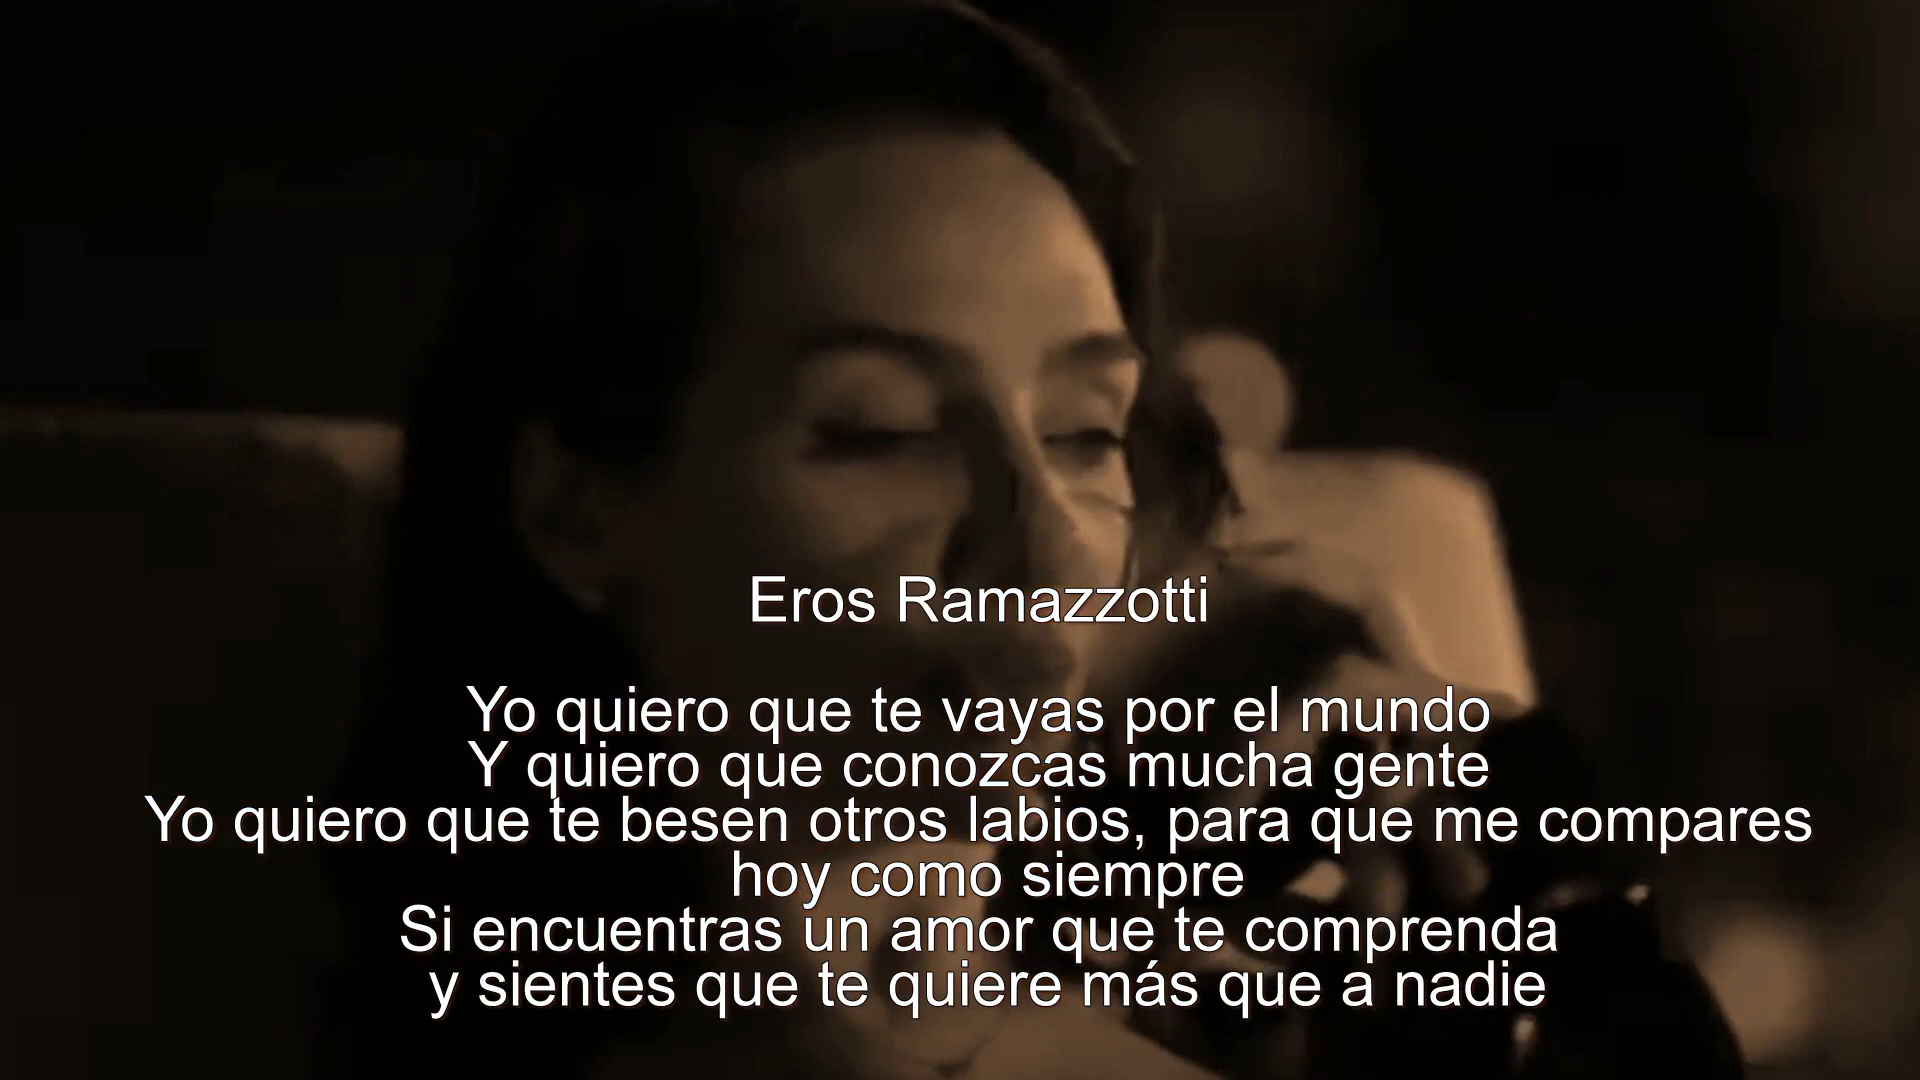 Eros Ramazzotti
Yo quiero que te vayas por el mundo
Y quiero que conozcas mucha gente
Yo quiero que te besen otros labios, para que me compares
hoy como siempre
Si encuentras un amor que te comprenda
y sientes que te quiere más que a nadie